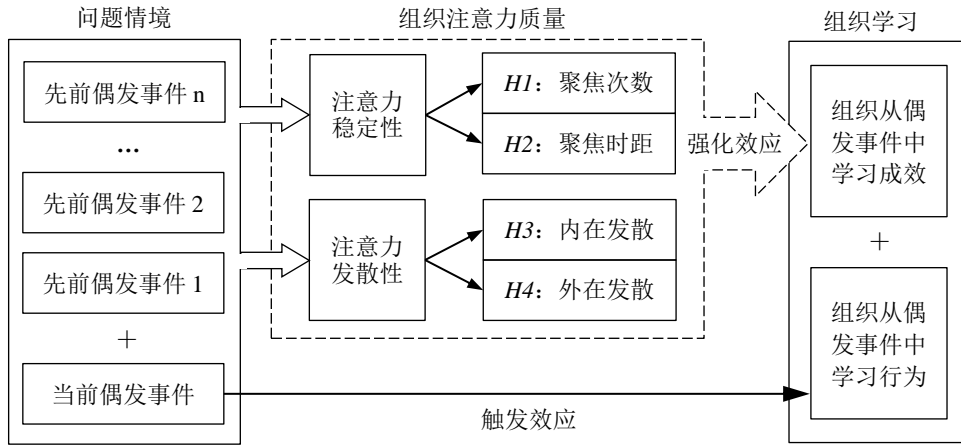 问题情境
组织注意力质量
组织学习
先前偶发事件 n
...
先前偶发事件 2
先前偶发事件 1
+
当前偶发事件
注意力
稳定性
H1：聚焦次数
H2：聚焦时距
注意力
发散性
H3：内在发散
H4：外在发散
强化效应
触发效应
组织从偶
发事件中
学习成效
+
组织从偶
发事件中
学习行为